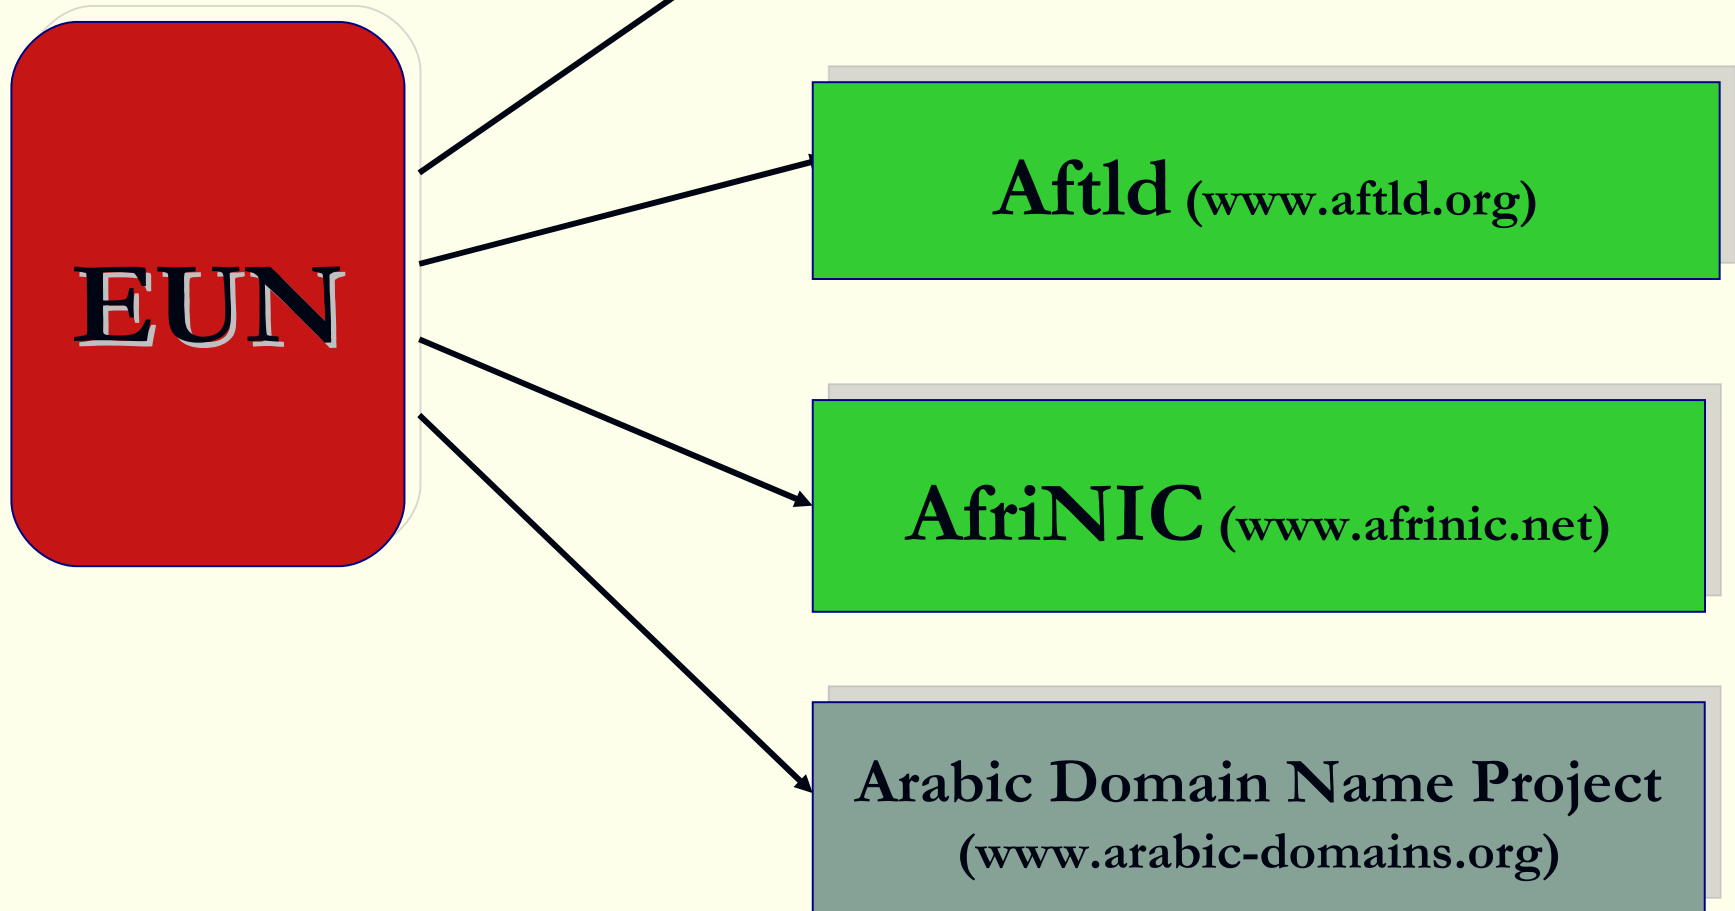 EUN
Aftld (www.aftld.org)
AfriNIC (www.afrinic.net)
Arabic Domain Name Project
(www.arabic-domains.org)